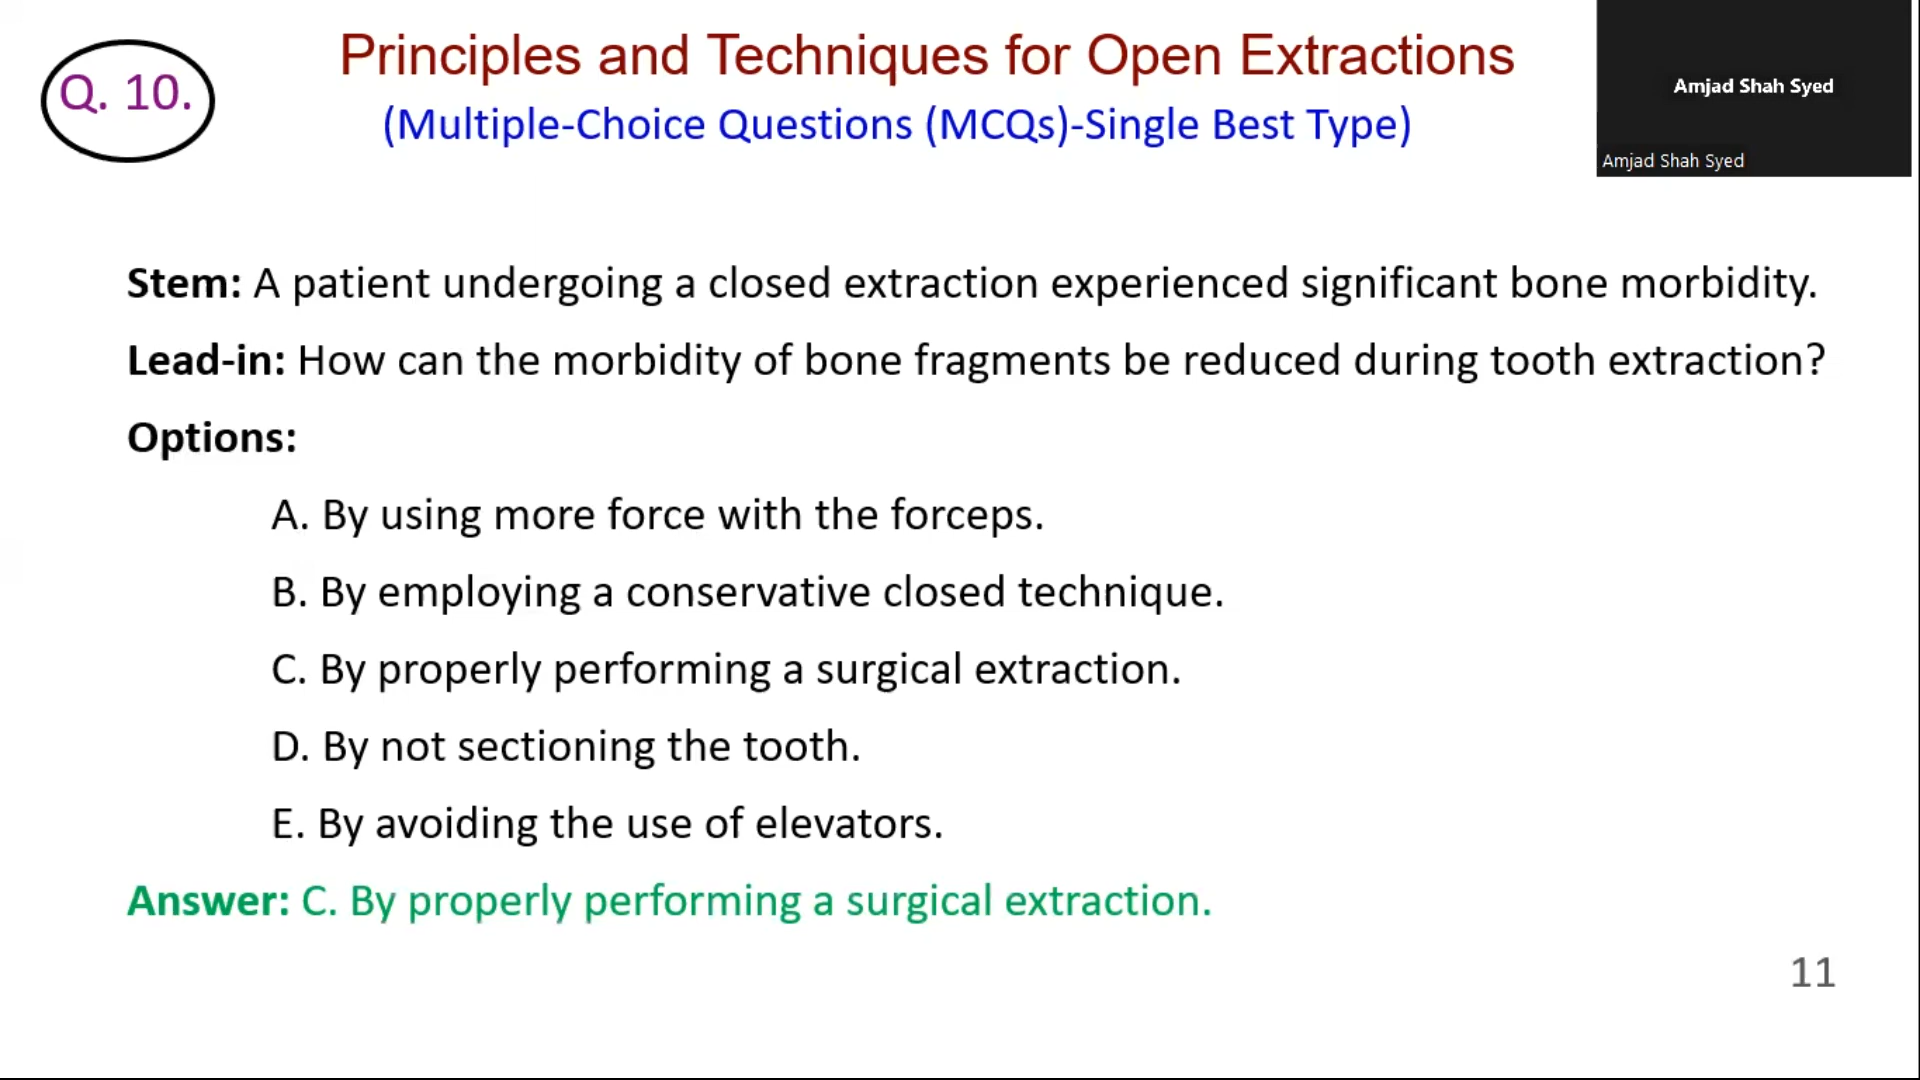 Q. 10.
Principles and Techniques for Open Extractions
(Multiple-Choice Questions (MCQs)-Single Best Type)
Amjad Shah Syed
Amjad Shah Syed
Stem: A patient undergoing a closed extraction experienced significant bone morbidity.
Lead-in: How can the morbidity of bone fragments be reduced during tooth extraction?
Options:
A. By using more force with the forceps.
B. By employing a conservative closed technique.
C. By properly performing a surgical extraction.
D. By not sectioning the tooth.
E. By avoiding the use of elevators.
Answer: C. By properly performing a surgical extraction.
11